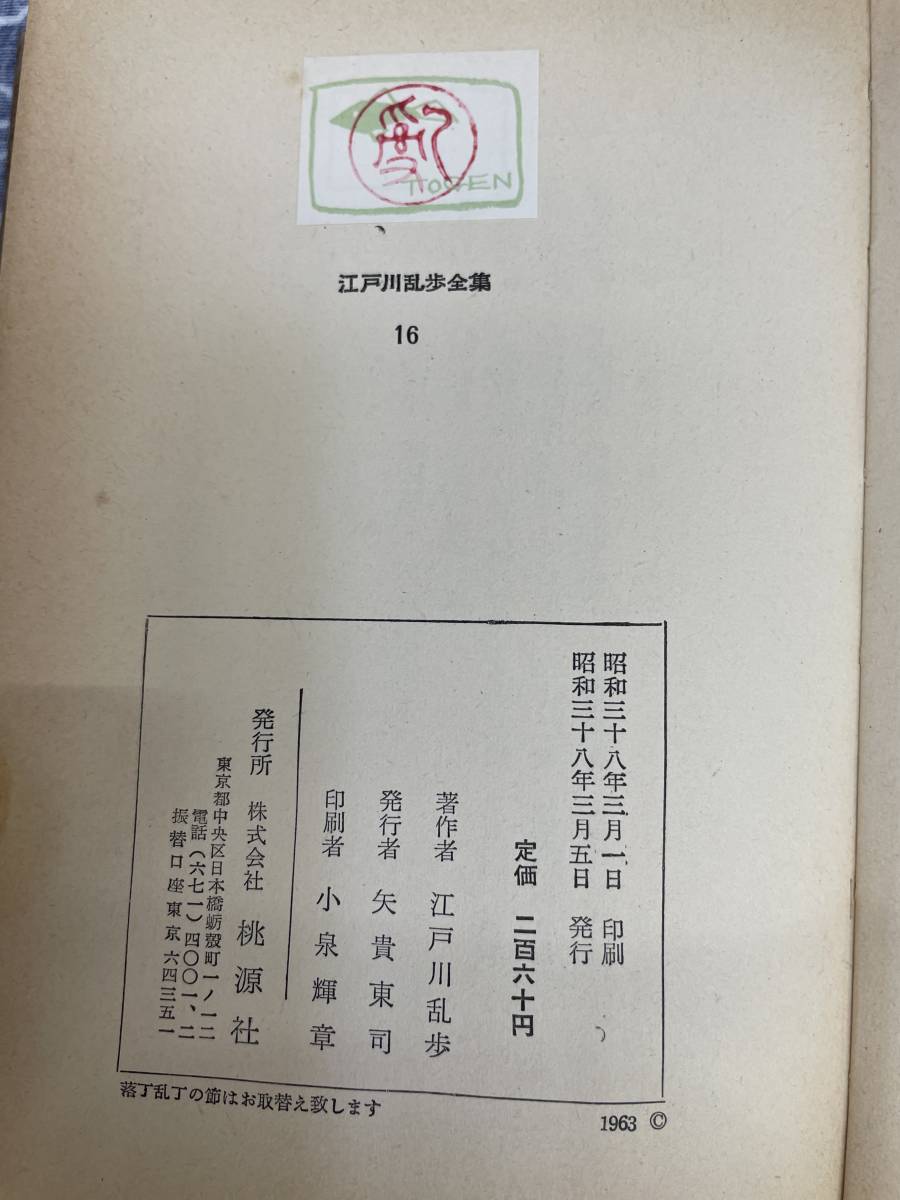 TOGEN
江戸川乱歩全集
16
昭和三十八年三月一日 印刷
昭和三十八年三月五日 発行
定価 二百六十円
著作者 江戸川乱歩
発行者 矢貴東司
印刷者 小泉輝章
発行所 株式会社 桃源社
東京都中央区日本橋蛎殻町一ノ一二
電話(六七一)四〇〇一、二
振替口座東京六四三五一
落丁乱丁の節はお取替え致します
1963 ©